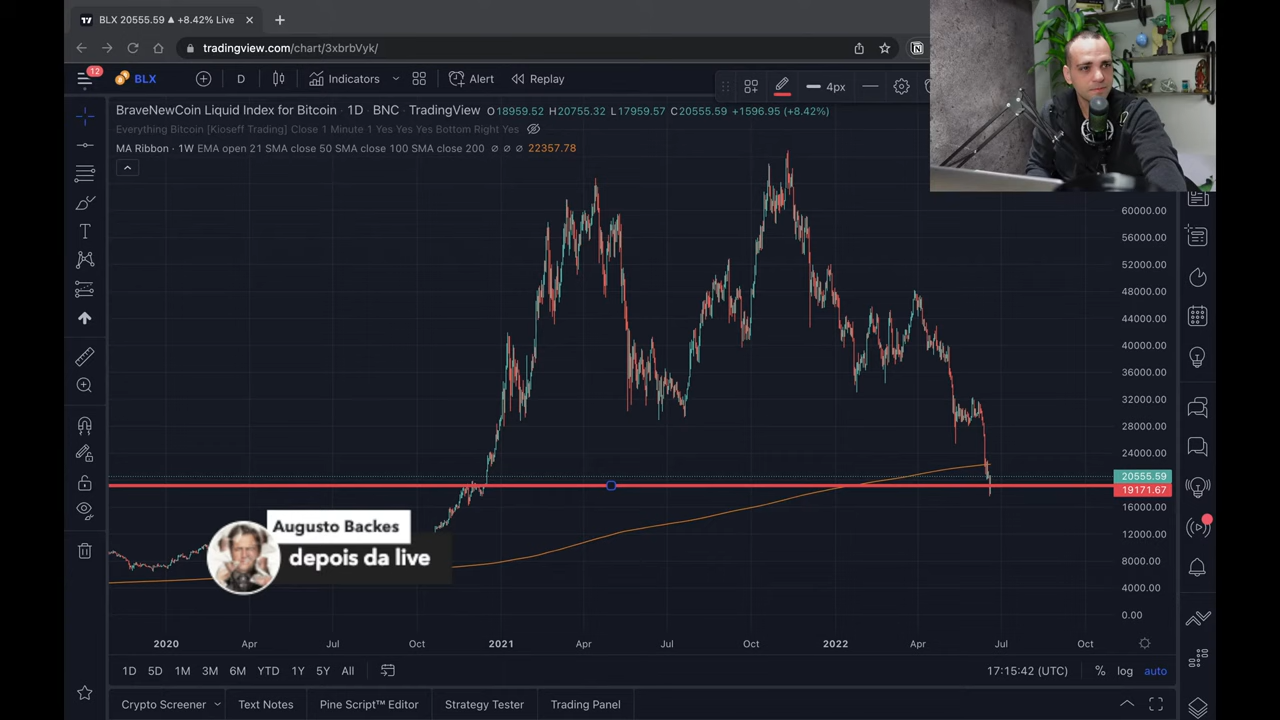 BLX 20555.59 ▲ +8.42% Live
tradingview.com/chart/3xbrbVyk/
12
BLX
D
Indicators
Alert
Replay
4px
BraveNewCoin Liquid Index for Bitcoin · 1D · BNC · TradingView O18959.52 H20755.32 L17959.57 C20555.59 +1596.95 (+8.42%)
Everything Bitcoin [Kioseff Trading] Close 1 Minute 1 Yes Yes Yes Bottom Right Yes
MA Ribbon · 1W EMA open 21 SMA close 50 SMA close 100 SMA close 200 ∅ ∅ ∅ 22357.78
60000.00
56000.00
52000.00
48000.00
44000.00
40000.00
36000.00
32000.00
28000.00
24000.00
20555.59
19171.67
16000.00
12000.00
8000.00
4000.00
0.00
Augusto Backes
depois da live
2020 Apr Jul Oct 2021 Apr Jul Oct 2022 Apr Jul Oct
1D 5D 1M 3M 6M YTD 1Y 5Y All
17:15:42 (UTC) % log auto
Crypto Screener Text Notes Pine Script™ Editor Strategy Tester Trading Panel